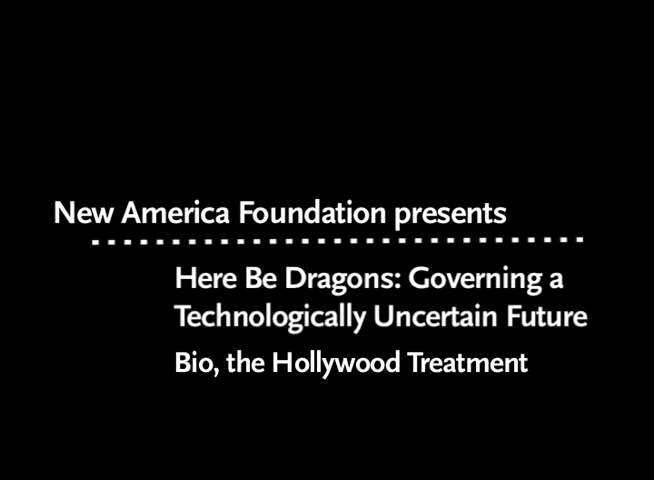 New America Foundation presents
Here Be Dragons: Governing a
Technologically Uncertain Future
Bio, the Hollywood Treatment